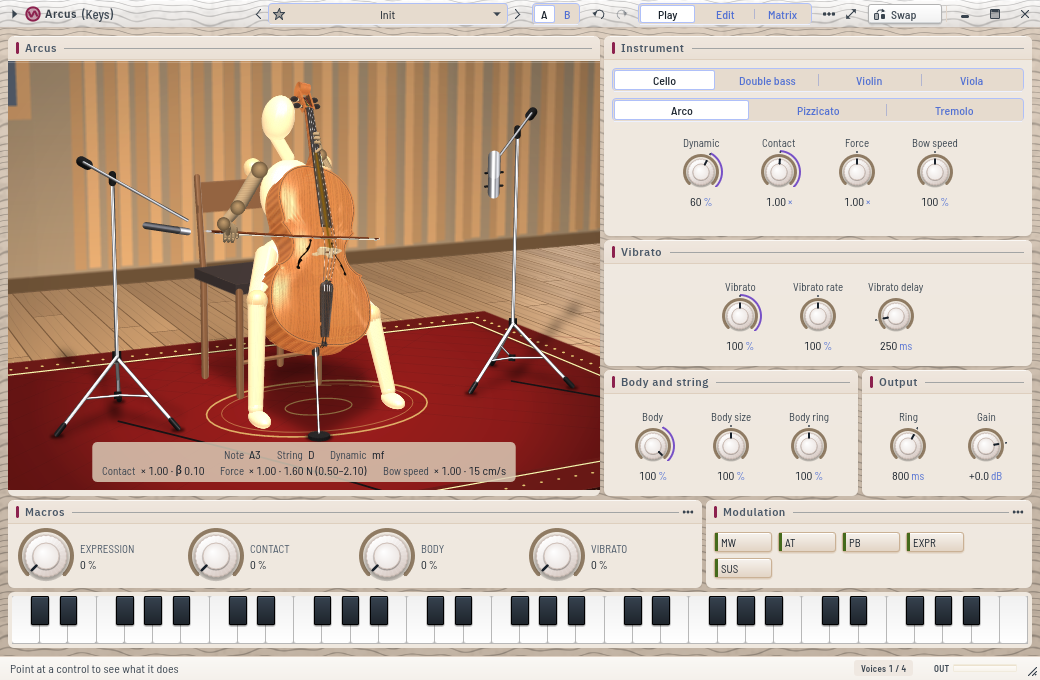 Arcus (Keys)
Init
A B
Play Edit Matrix
Swap
Arcus
Note A3 String D Dynamic mf
Contact × 1.00 · β 0.10 Force × 1.00 · 1.60 N (0.50–2.10) Bow speed × 1.00 · 15 cm/s
Instrument
Cello Double bass Violin Viola
Arco Pizzicato Tremolo
Dynamic Contact Force Bow speed
60 % 1.00 × 1.00 × 100 %
Vibrato
Vibrato Vibrato rate Vibrato delay
100 % 100 % 250 ms
Body and string
Body Body size Body ring
100 % 100 % 100 %
Output
Ring Gain
800 ms +0.0 dB
Macros
EXPRESSION
0 %
CONTACT
0 %
BODY
0 %
VIBRATO
0 %
Modulation
MW AT PB EXPR
SUS
Point at a control to see what it does
Voices 1 / 4
OUT